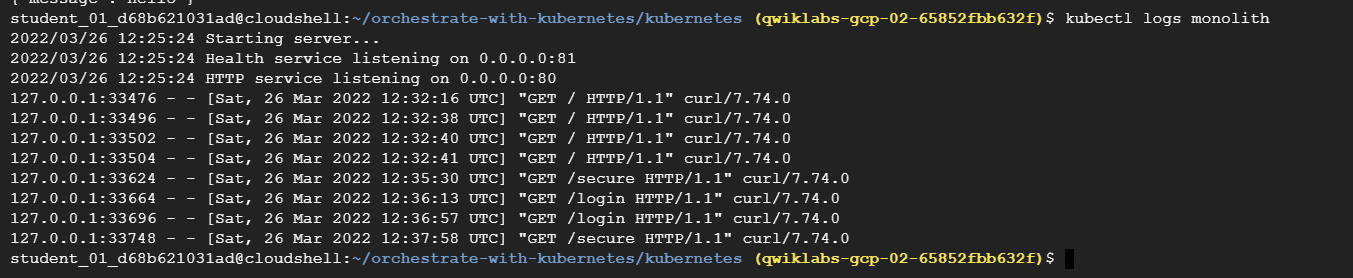 {"message":"Hello"}
student_01_d68b621031ad@cloudshell:~/orchestrate-with-kubernetes/kubernetes (qwiklabs-gcp-02-65852fbb632f)$ kubectl logs monolith
2022/03/26 12:25:24 Starting server...
2022/03/26 12:25:24 Health service listening on 0.0.0.0:81
2022/03/26 12:25:24 HTTP service listening on 0.0.0.0:80
127.0.0.1:33476 - - [Sat, 26 Mar 2022 12:32:16 UTC] "GET / HTTP/1.1" curl/7.74.0
127.0.0.1:33496 - - [Sat, 26 Mar 2022 12:32:38 UTC] "GET / HTTP/1.1" curl/7.74.0
127.0.0.1:33502 - - [Sat, 26 Mar 2022 12:32:40 UTC] "GET / HTTP/1.1" curl/7.74.0
127.0.0.1:33504 - - [Sat, 26 Mar 2022 12:32:41 UTC] "GET / HTTP/1.1" curl/7.74.0
127.0.0.1:33624 - - [Sat, 26 Mar 2022 12:35:30 UTC] "GET /secure HTTP/1.1" curl/7.74.0
127.0.0.1:33664 - - [Sat, 26 Mar 2022 12:36:13 UTC] "GET /login HTTP/1.1" curl/7.74.0
127.0.0.1:33696 - - [Sat, 26 Mar 2022 12:36:57 UTC] "GET /login HTTP/1.1" curl/7.74.0
127.0.0.1:33748 - - [Sat, 26 Mar 2022 12:37:58 UTC] "GET /secure HTTP/1.1" curl/7.74.0
student_01_d68b621031ad@cloudshell:~/orchestrate-with-kubernetes/kubernetes (qwiklabs-gcp-02-65852fbb632f)$